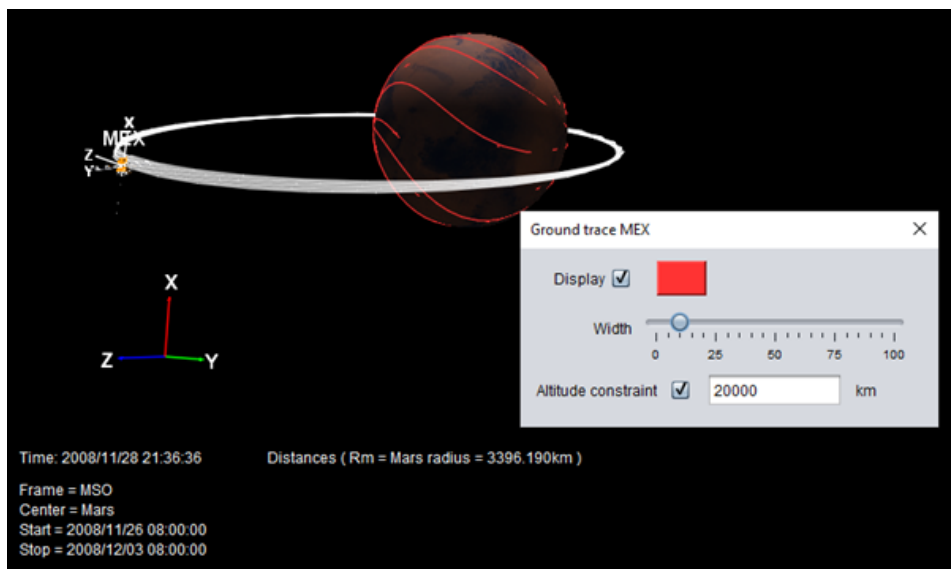 X
MEX
Z
Y
X
Z
Y
Ground trace MEX
Display
Width
0 25 50 75 100
Altitude constraint 20000 km
Time: 2008/11/28 21:36:36 Distances ( Rm = Mars radius = 3396.190km )
Frame = MSO
Center = Mars
Start = 2008/11/26 08:00:00
Stop = 2008/12/03 08:00:00